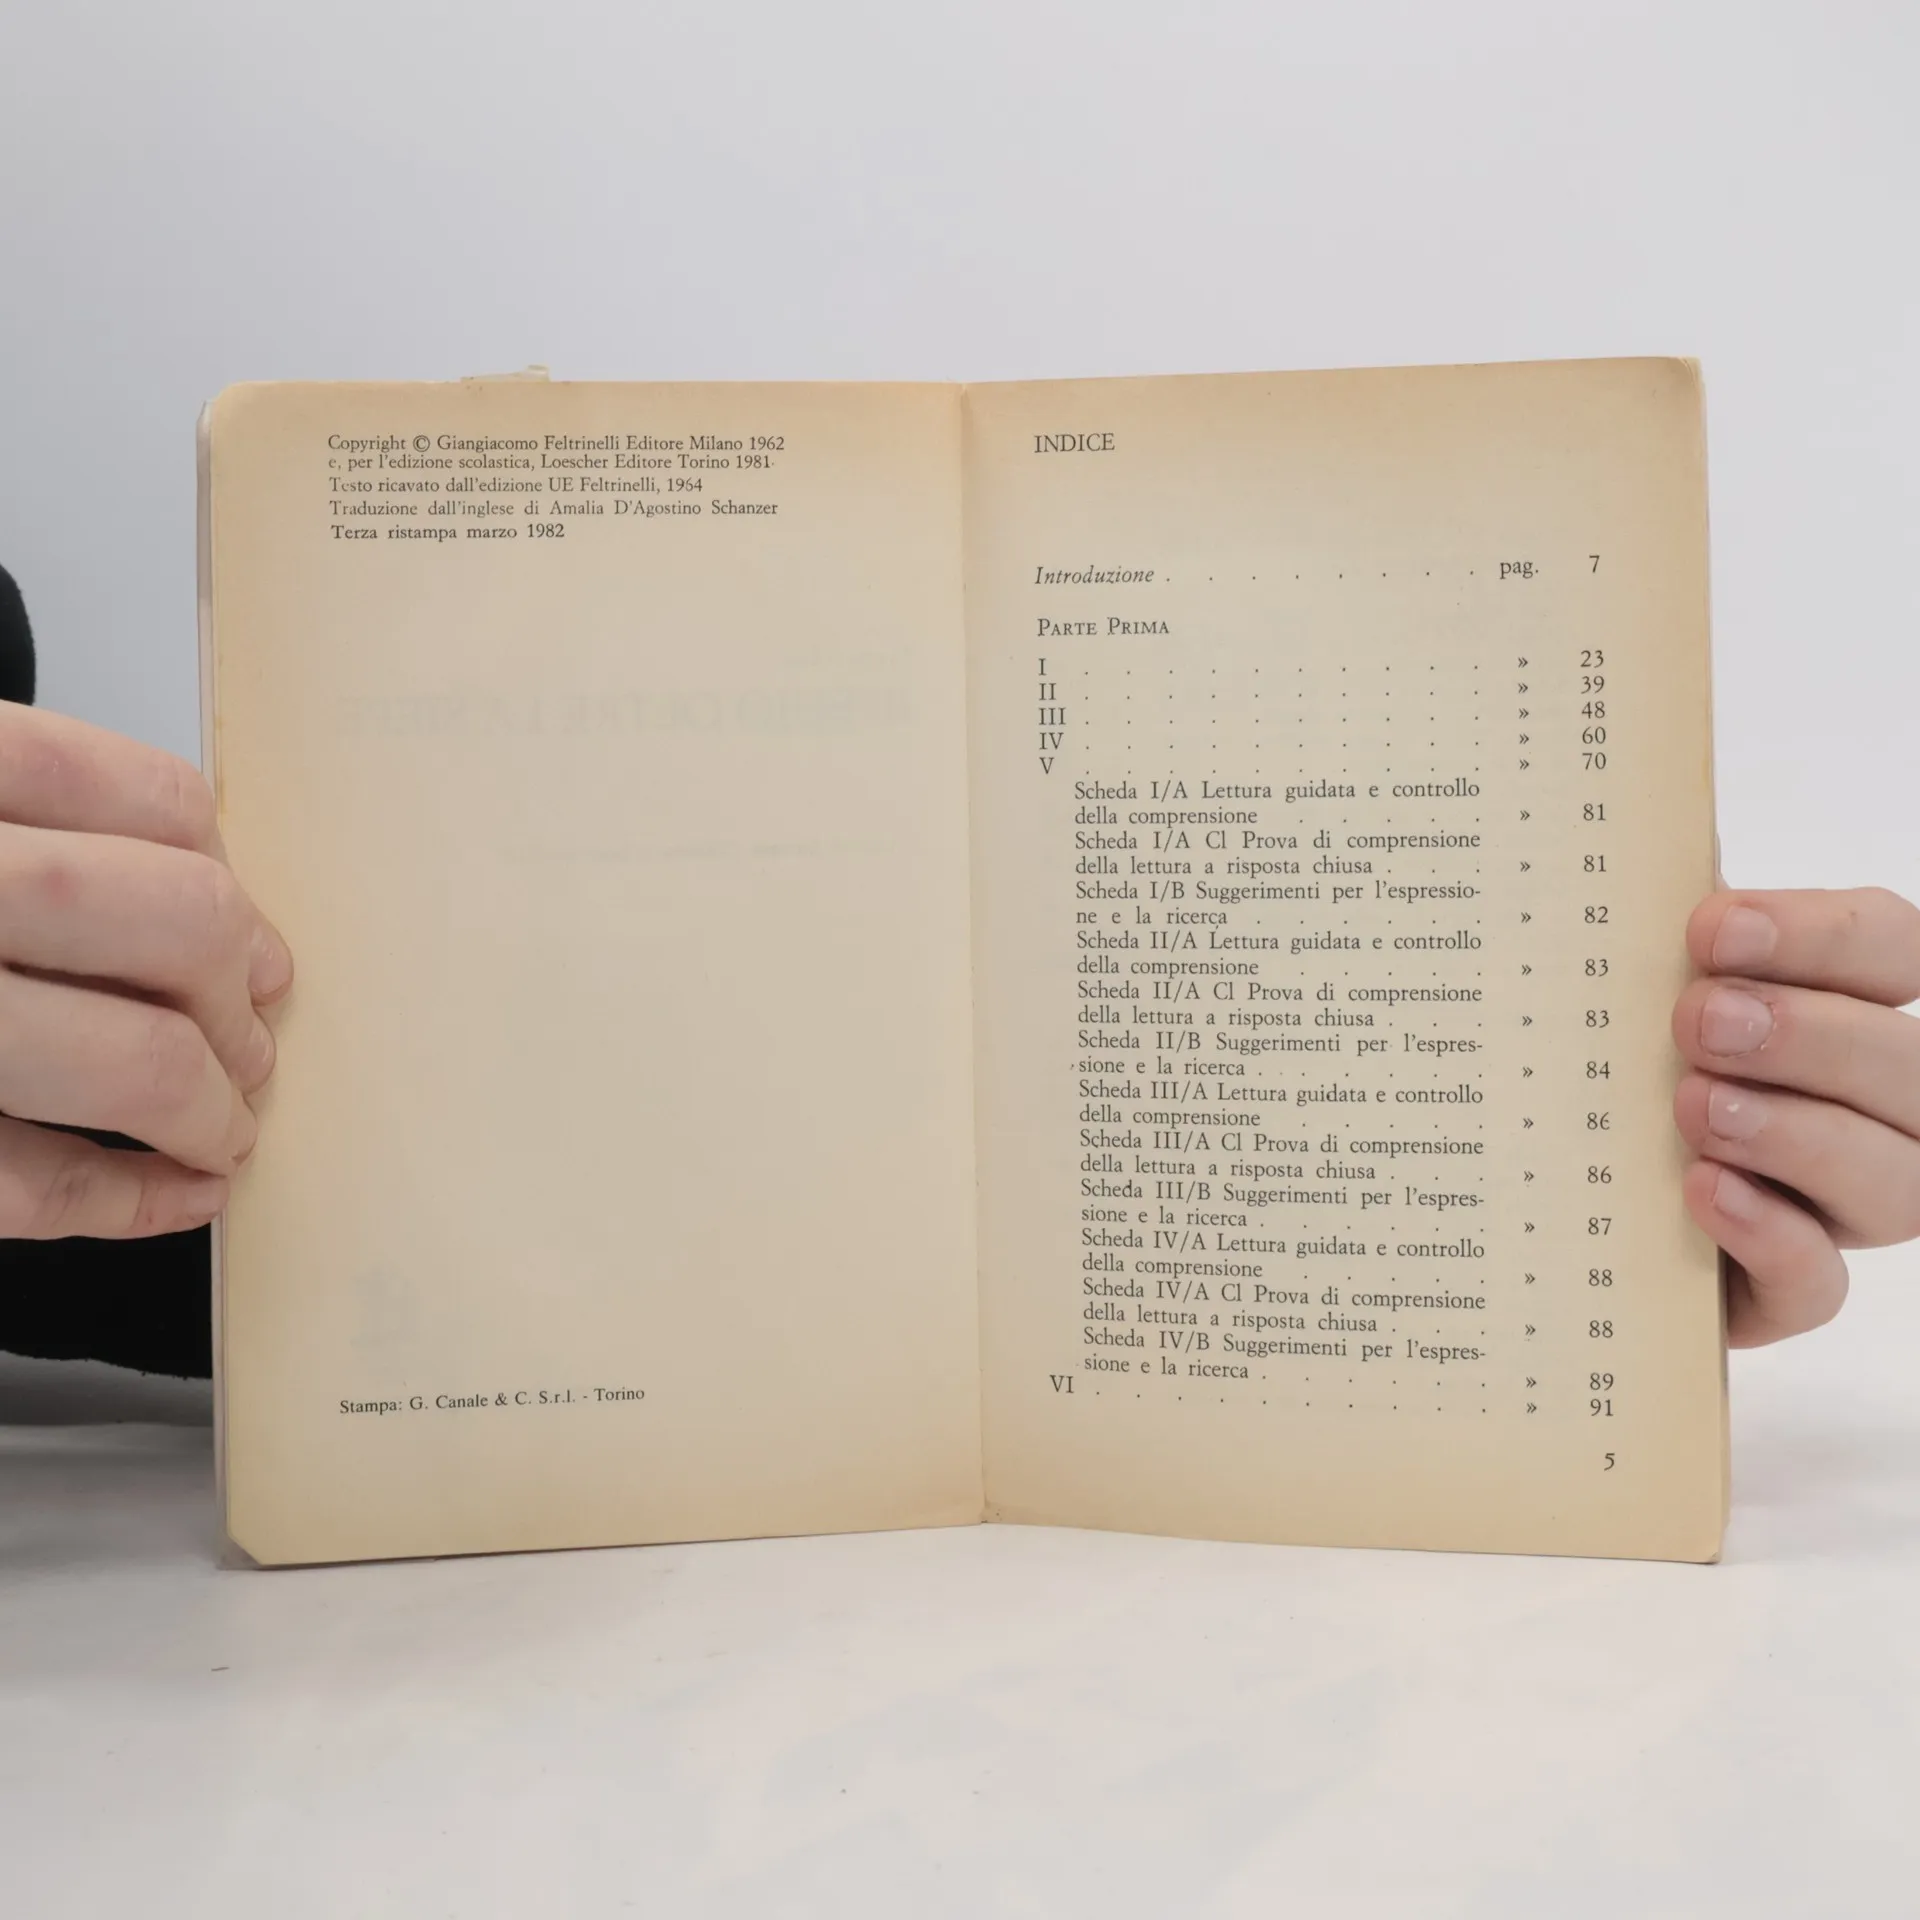 Copyright © Giangiacomo Feltrinelli Editore Milano 1962
e, per l'edizione scolastica, Loescher Editore Torino 1981
Testo ricavato dall'edizione UE Feltrinelli, 1964
Traduzione dall'inglese di Amalia D'Agostino Schanzer
Terza ristampa marzo 1982
Stampa: G. Canale & C. S.r.l. - Torino
INDICE
Introduzione . . . . . . . . pag. 7
PARTE PRIMA
I . . . . . . . . . . » 23
II . . . . . . . . . . » 39
III . . . . . . . . . . » 48
IV . . . . . . . . . . » 60
V . . . . . . . . . . » 70
Scheda I/A Lettura guidata e controllo
della comprensione . . . . . » 81
Scheda I/A Cl Prova di comprensione
della lettura a risposta chiusa . . . » 81
Scheda I/B Suggerimenti per l'espressio-
ne e la ricerca . . . . . . » 82
Scheda II/A Lettura guidata e controllo
della comprensione . . . . . » 83
Scheda II/A Cl Prova di comprensione
della lettura a risposta chiusa . . . » 83
Scheda II/B Suggerimenti per l'espres-
sione e la ricerca . . . . . . » 84
Scheda III/A Lettura guidata e controllo
della comprensione . . . . . » 86
Scheda III/A Cl Prova di comprensione
della lettura a risposta chiusa . . . » 86
Scheda III/B Suggerimenti per l'espres-
sione e la ricerca . . . . . . » 87
Scheda IV/A Lettura guidata e controllo
della comprensione . . . . . » 88
Scheda IV/A Cl Prova di comprensione
della lettura a risposta chiusa . . . » 88
Scheda IV/B Suggerimenti per l'espres-
sione e la ricerca . . . . . . » 89
VI . . . . . . . . . . » 91
5